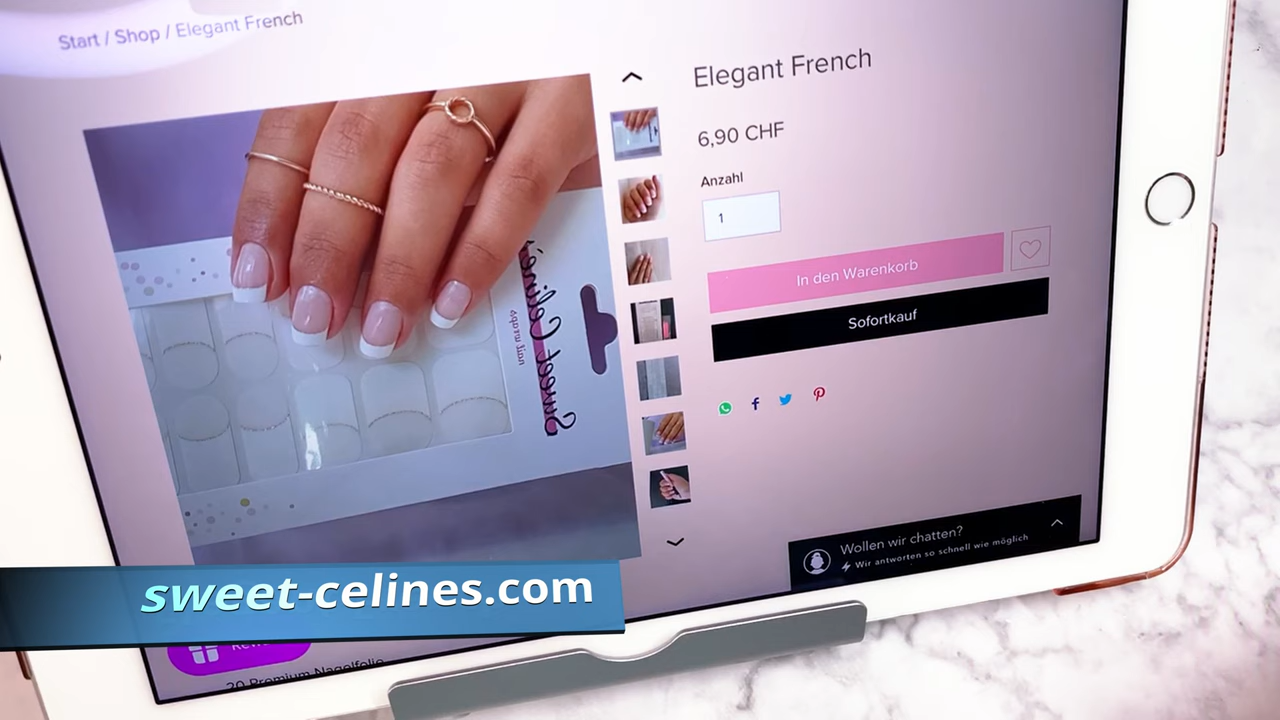 Start / Shop / Elegant French
Elegant French
6,90 CHF
Anzahl
1
In den Warenkorb
Sofortkauf
Sweet Céline's
nail wraps
Wollen wir chatten?
Wir antworten so schnell wie möglich
sweet-celines.com
20 Premium Nagelfolie